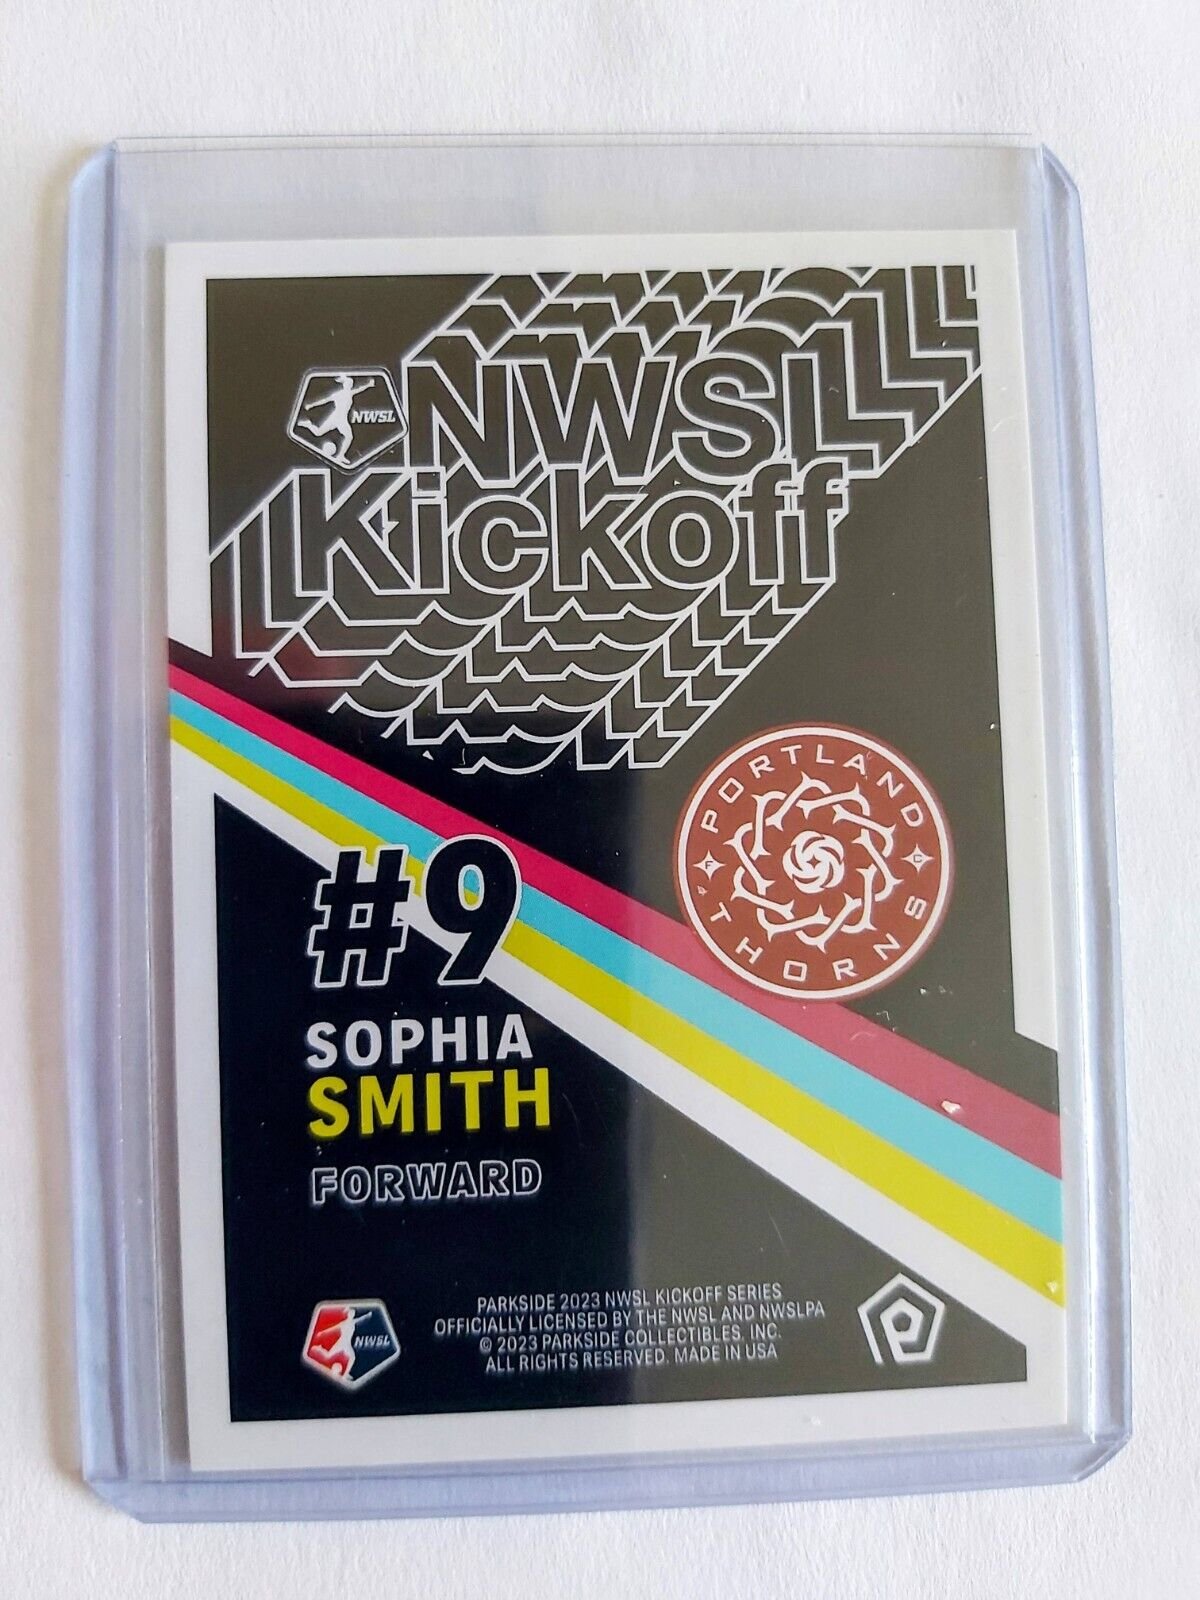 NWSL
NWSL
Kickoff
PORTLAND
F C
THORNS
#9
SOPHIA
SMITH
FORWARD
NWSL
PARKSIDE 2023 NWSL KICKOFF SERIES
OFFICIALLY LICENSED BY THE NWSL AND NWSLPA
© 2023 PARKSIDE COLLECTIBLES, INC.
ALL RIGHTS RESERVED. MADE IN USA